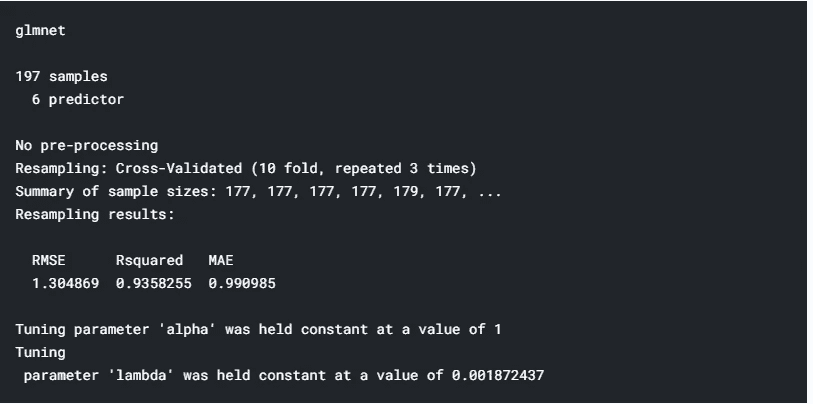 glmnet
197 samples
6 predictor
No pre-processing
Resampling: Cross-Validated (10 fold, repeated 3 times)
Summary of sample sizes: 177, 177, 177, 177, 179, 177, ...
Resampling results:
RMSE Rsquared MAE
1.304869 0.9358255 0.990985
Tuning parameter 'alpha' was held constant at a value of 1
Tuning
parameter 'lambda' was held constant at a value of 0.001872437